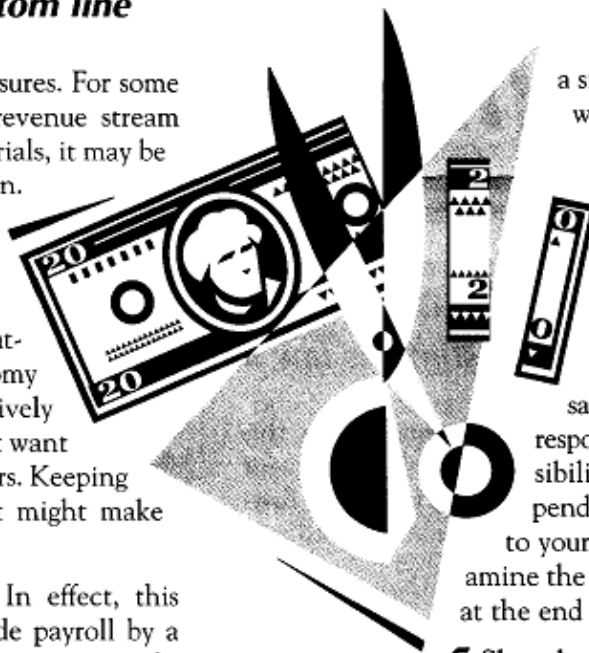 tom line
sures. For some
revenue stream
rials, it may be
n.
20
20
2
2
0
0
t-
omy
ively
t want
rs. Keeping
t might make
In effect, this
de payroll by a
a s
w
sa
respo
sibili
pend
to your
amine the
at the end